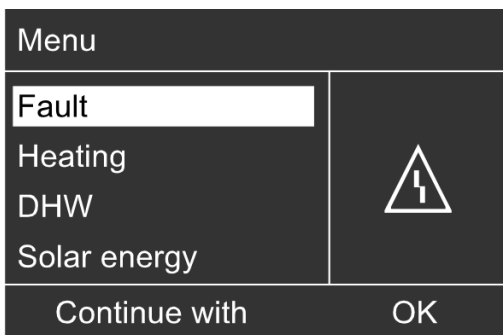 Menu
Fault
Heating
DHW
Solar energy
Continue with OK